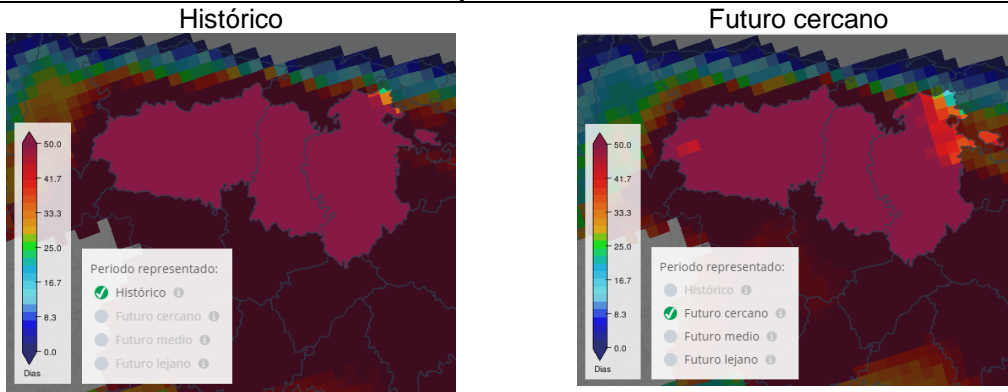 Histórico
50.0
41.7
33.3
25.0
16.7
8.3
0.0
Dias
Periodo representado:
Histórico
Futuro cercano
Futuro medio
Futuro lejano
Futuro cercano
50.0
41.7
33.3
25.0
16.7
8.3
0.0
Dias
Periodo representado:
Histórico
Futuro cercano
Futuro medio
Futuro lejano